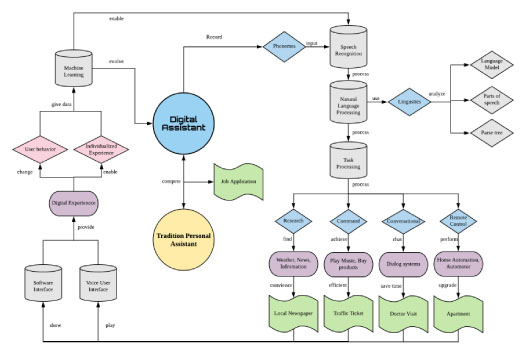 enable
Record
Phonemes
input
Speech
Recognition
Language
Model
Machine
Learning
evolve
process
give data
Digital
Assistant
Natural
Language
Processing
use
Linguistics
analyze
Parts of
speech
process
Parse tree
User behavior
Individualized
Experience
Task
Processing
change
enable
compete
Job Application
process
Digital Experiences
Tradition Personal
Assistant
Research
Command
Conversational
Remote
Control
provide
find
achieve
chat
perform
Software
Interface
Voice User
Interface
Weather, News,
Information
Play Music, Buy
products
Dialog systems
Home Automation,
Automotor
convience
efficient
save time
upgrade
show
play
Local Newspaper
Traffic Ticket
Doctor Visit
Apartment